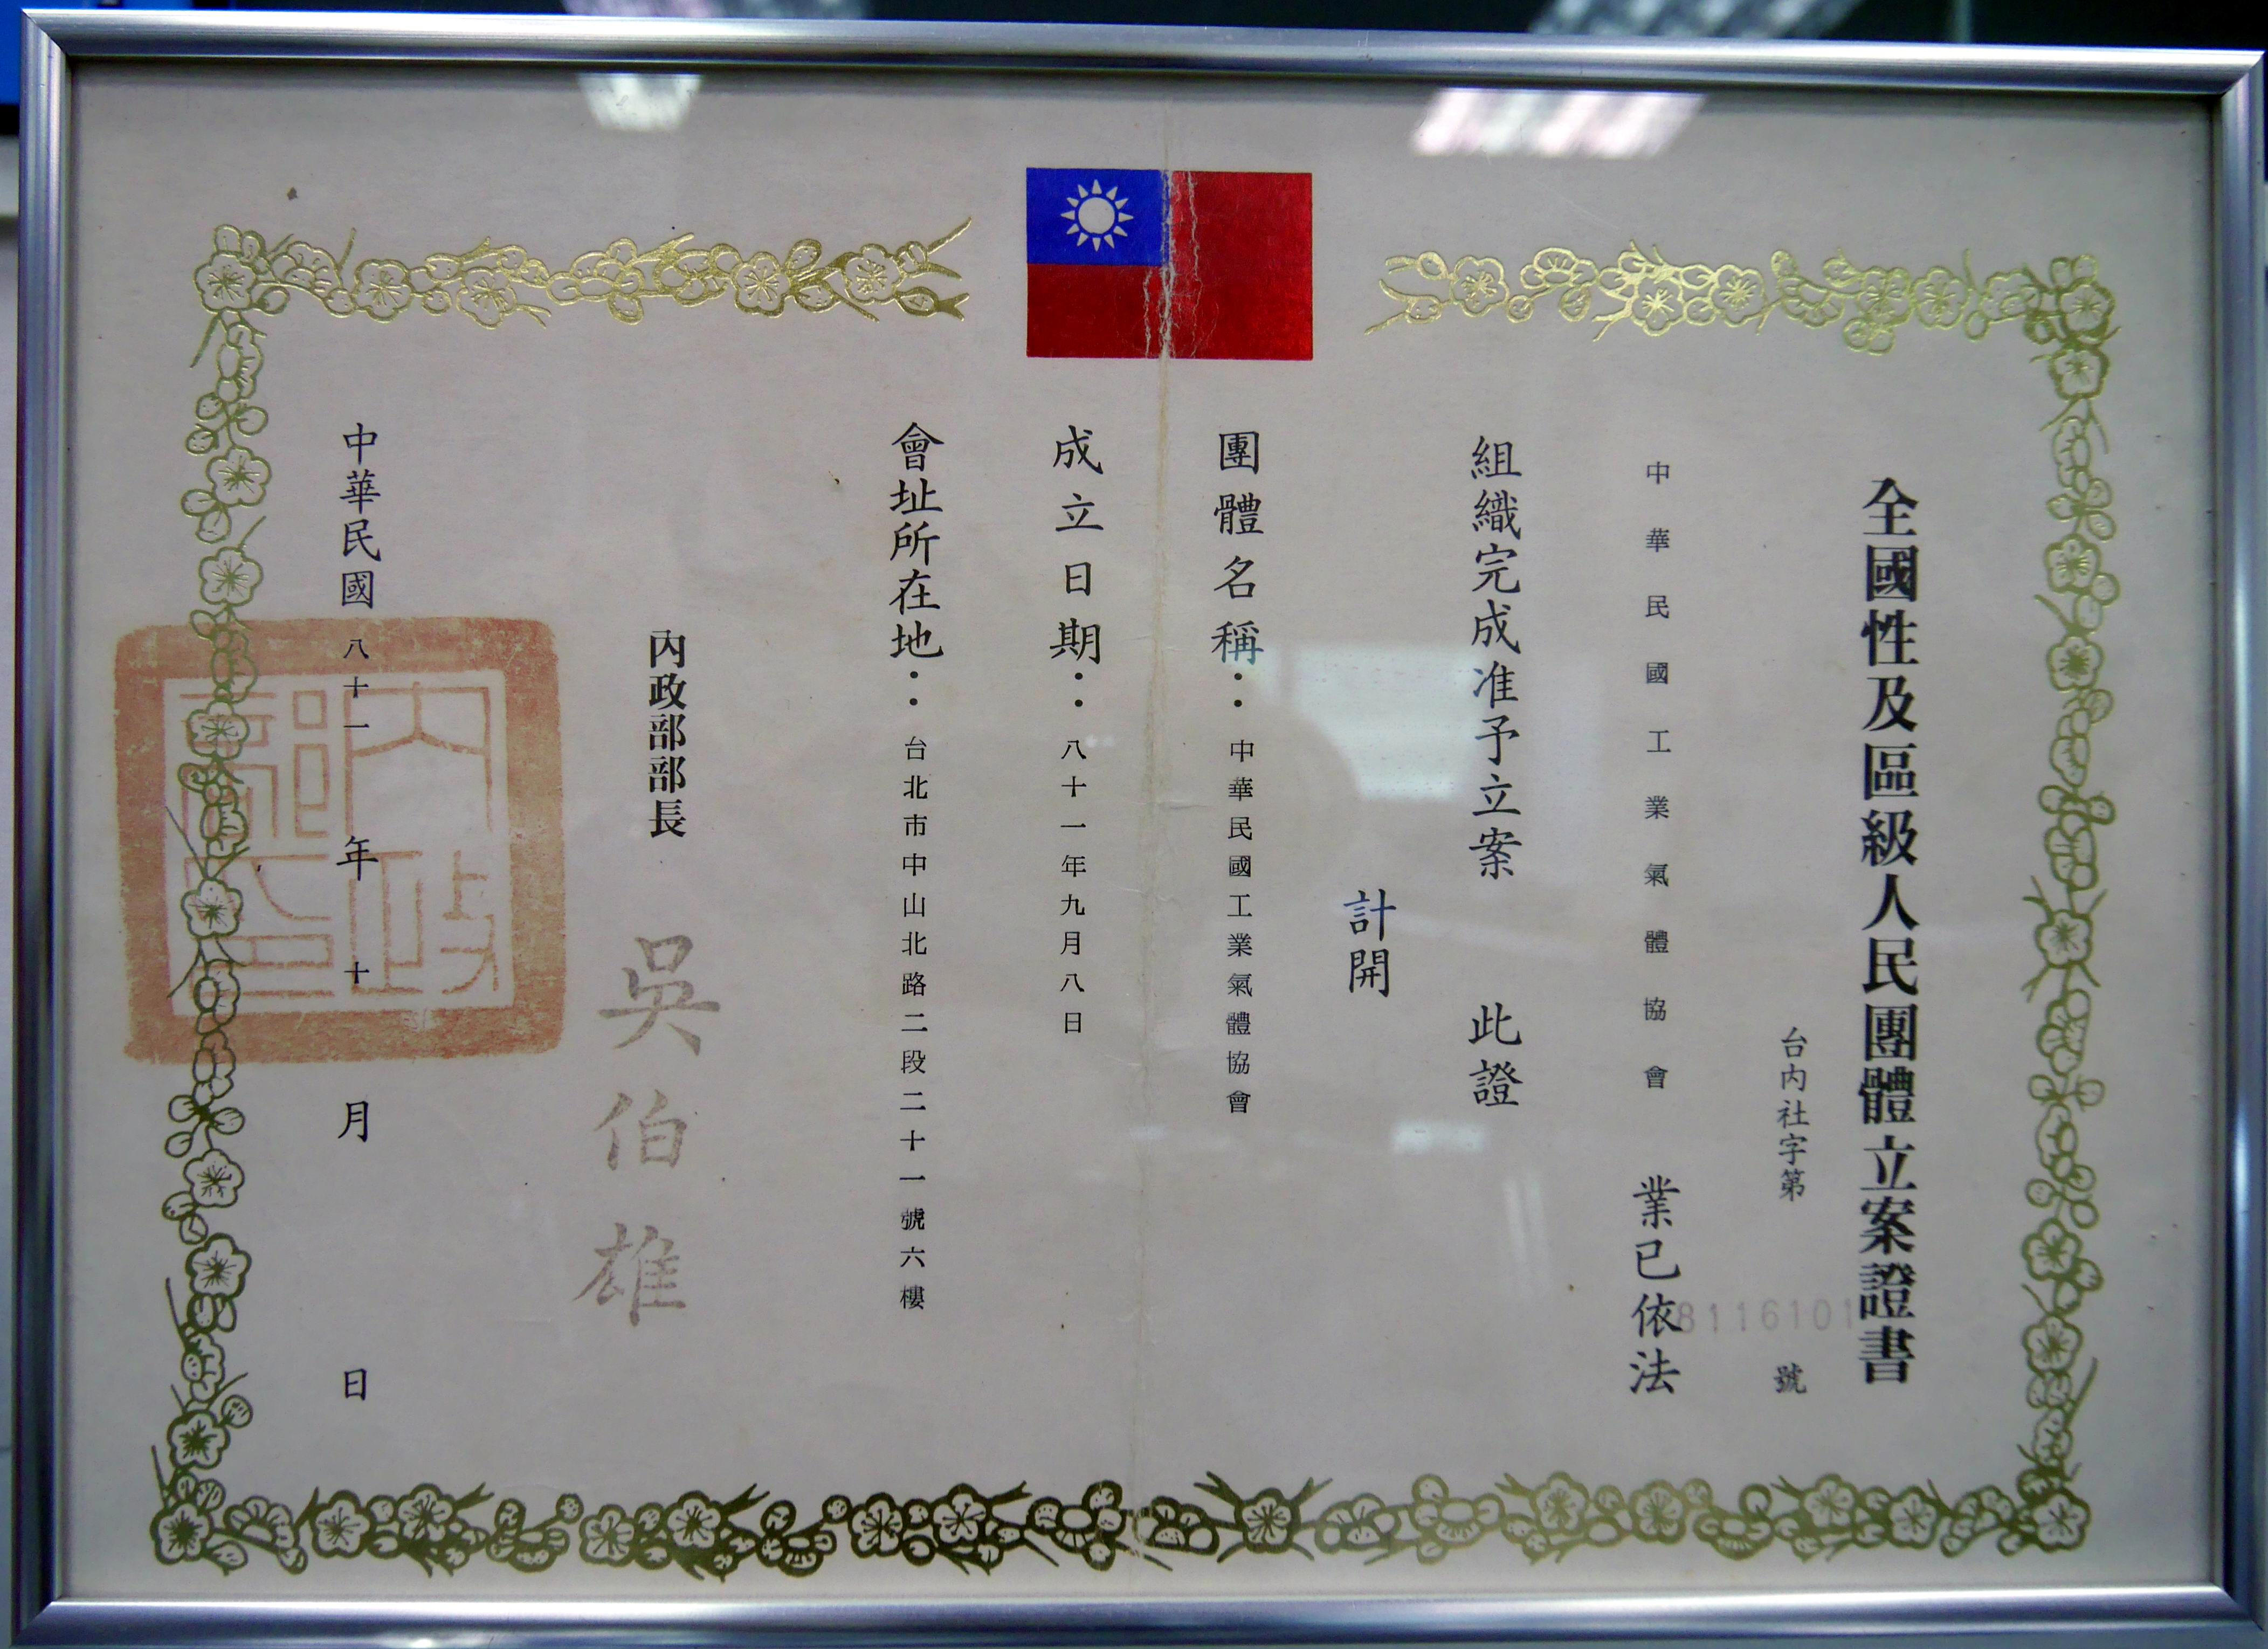 全國性及區級人民團體立案證書
台內社字第8116101號
中華民國工業氣體協會業已依法
組織完成准予立案 此證
計開
團體名稱：中華民國工業氣體協會
成立日期：八十一年九月八日
會址所在地：台北市中山北路二段二十一號六樓
內政部部長 吳伯雄
中華民國八十一年十月 日
內政部印